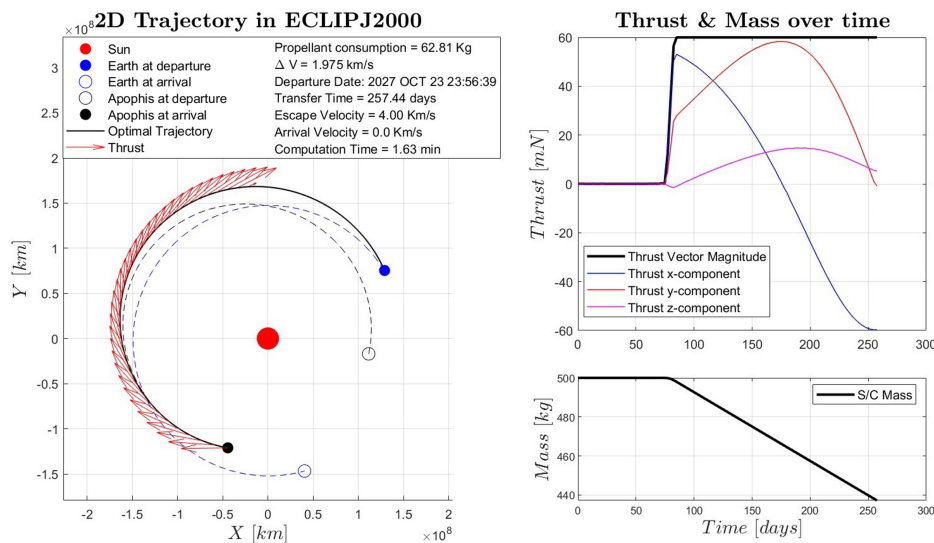 2D Trajectory in ECLIPJ2000
×10⁸
Sun
Earth at departure
Earth at arrival
Apophis at departure
Apophis at arrival
Optimal Trajectory
Thrust
Propellant consumption = 62.81 Kg
Δ V = 1.975 km/s
Departure Date: 2027 OCT 23 23:56:39
Transfer Time = 257.44 days
Escape Velocity = 4.00 Km/s
Arrival Velocity = 0.0 Km/s
Computation Time = 1.63 min
3
2.5
2
1.5
1
0.5
0
-0.5
-1
-1.5
Y [km]
-2 -1.5 -1 -0.5 0 0.5 1 1.5 2
X [km]
×10⁸
Thrust & Mass over time
60
40
20
0
-20
-40
-60
Thrust [mN]
Thrust Vector Magnitude
Thrust x-component
Thrust y-component
Thrust z-component
0 50 100 150 200 250 300
500
480
460
440
Mass [kg]
S/C Mass
0 50 100 150 200 250 300
Time [days]